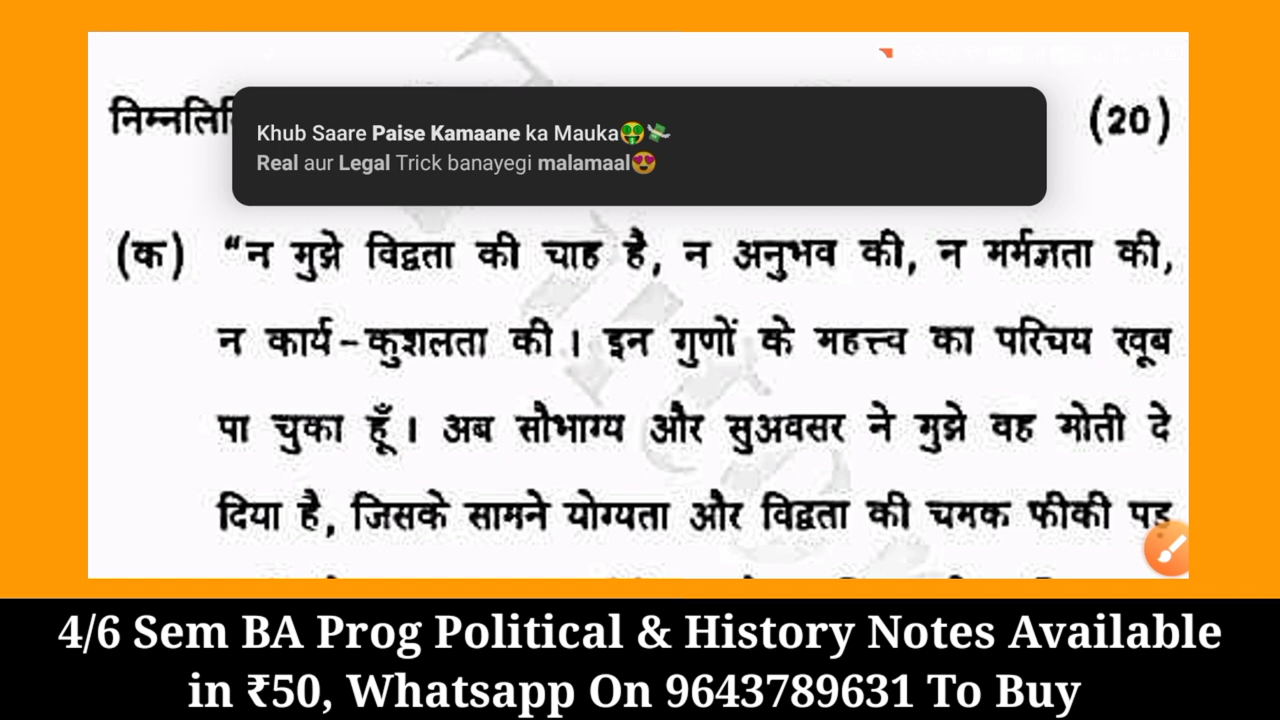 (20)
Khub Saare Paise Kamaane ka Mauka🤑💸
Real aur Legal Trick banayegi malamaal😍
(क) “न मुझे विद्वता की चाह है, न अनुभव की, न मर्मज्ञता की,
न कार्य-कुशलता की। इन गुणों के महत्त्व का परिचय खूब
पा चुका हूँ। अब सौभाग्य और सुअवसर ने मुझे वह मोती दे
दिया है, जिसके सामने योग्यता और विद्वता की चमक फीकी पड़
4/6 Sem BA Prog Political & History Notes Available
in ₹50, Whatsapp On 9643789631 To Buy